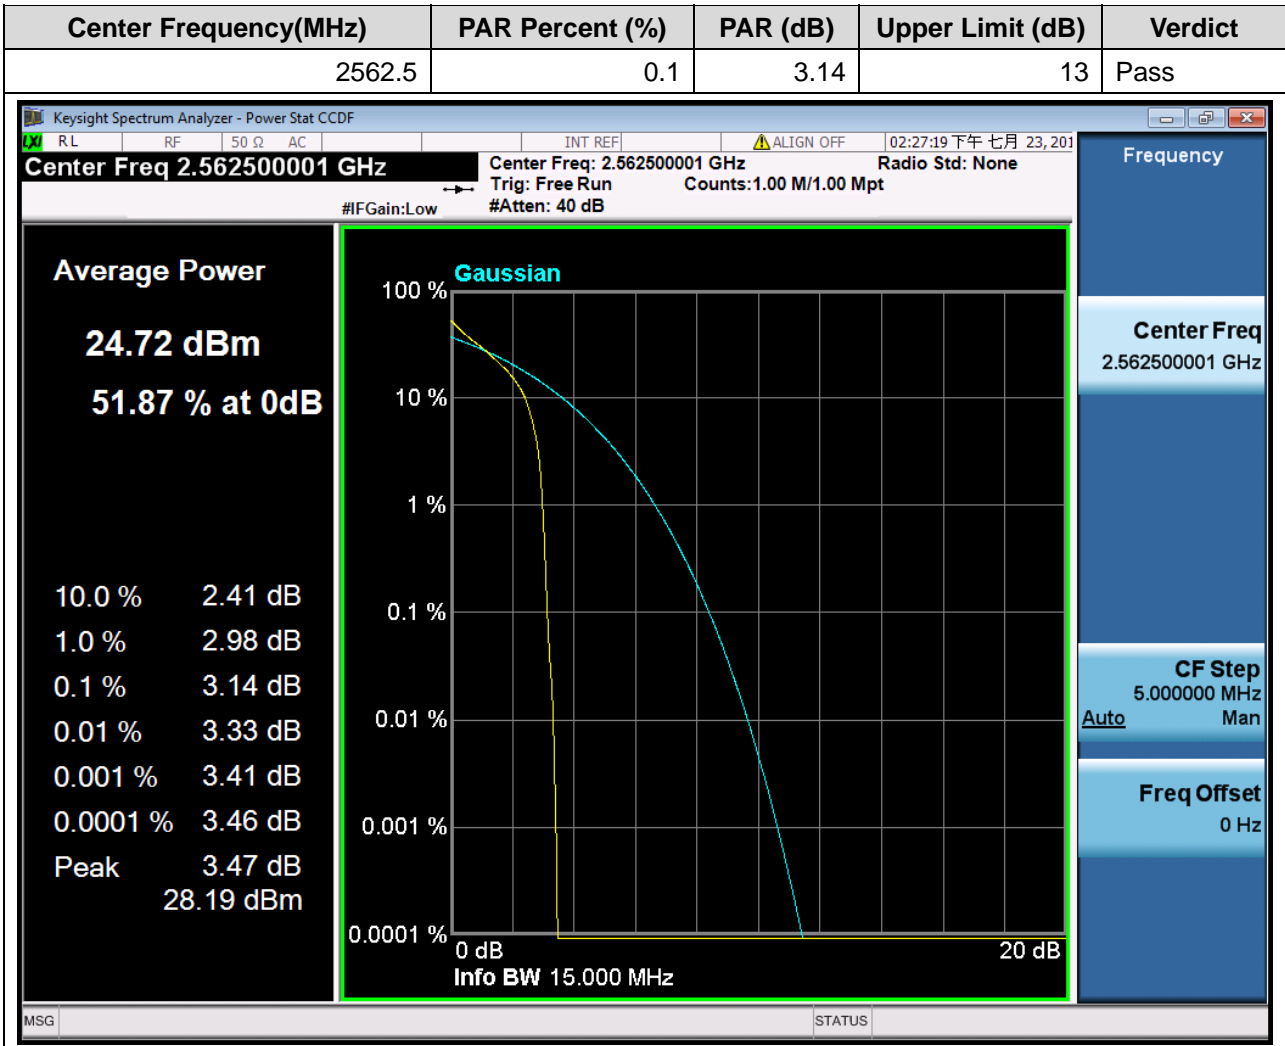 Center Frequency(MHz) PAR Percent (%) PAR (dB) Upper Limit (dB) Verdict
2562.5 0.1 3.14 13 Pass
Keysight Spectrum Analyzer - Power Stat CCDF
LXI RL RF 50 Ω AC INT REF ALIGN OFF 02:27:19 下午 七月 23, 201
Center Freq 2.562500001 GHz
Center Freq: 2.562500001 GHz Radio Std: None
Trig: Free Run Counts:1.00 M/1.00 Mpt
#IFGain:Low #Atten: 40 dB
Frequency
Average Power
24.72 dBm
51.87 % at 0dB
10.0 % 2.41 dB
1.0 % 2.98 dB
0.1 % 3.14 dB
0.01 % 3.33 dB
0.001 % 3.41 dB
0.0001 % 3.46 dB
Peak 3.47 dB
28.19 dBm
Gaussian
100 %
10 %
1 %
0.1 %
0.01 %
0.001 %
0.0001 %
0 dB 20 dB
Info BW 15.000 MHz
Center Freq
2.562500001 GHz
CF Step
5.000000 MHz
Auto Man
Freq Offset
0 Hz
MSG STATUS